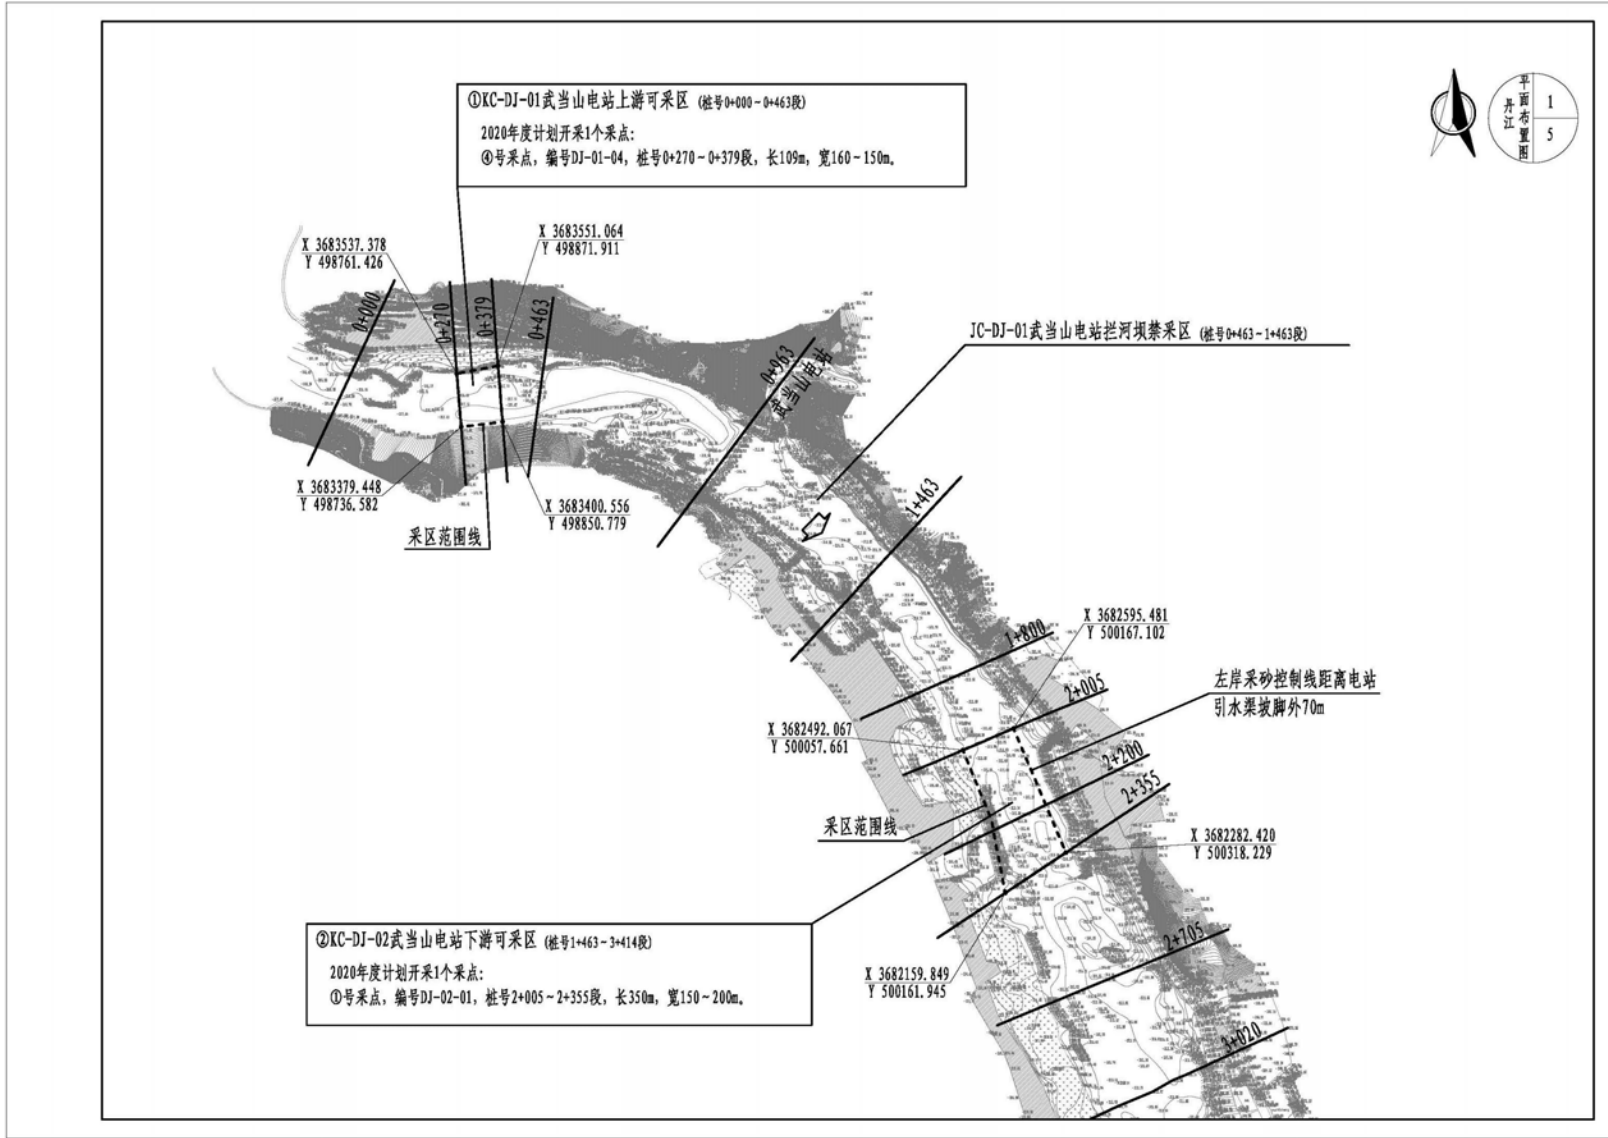 ①KC-DJ-01武当山电站上游可采区 (桩号0+000~0+463段)
2020年度计划开采1个采点:
④号采点, 编号DJ-01-04, 桩号0+270~0+379段, 长109m, 宽160~150m。
丹江
平面布置图
1
5
X 3683537.378
Y 498761.426
X 3683551.064
Y 498871.911
0+000
0+270
0+379
0+463
0+963
武当山电站
JC-DJ-01武当山电站拦河坝禁采区 (桩号0+463~1+463段)
X 3683379.448
Y 498736.582
X 3683400.556
Y 498850.779
采区范围线
1+463
X 3682595.481
Y 500167.102
1+800
2+005
左岸采砂控制线距离电站
引水渠坡脚外70m
X 3682492.067
Y 500057.661
2+200
2+355
采区范围线
X 3682282.420
Y 500318.229
②KC-DJ-02武当山电站下游可采区 (桩号1+463~3+414段)
2020年度计划开采1个采点:
①号采点, 编号DJ-02-01, 桩号2+005~2+355段, 长350m, 宽150~200m。
X 3682159.849
Y 500161.945
2+705
3+020